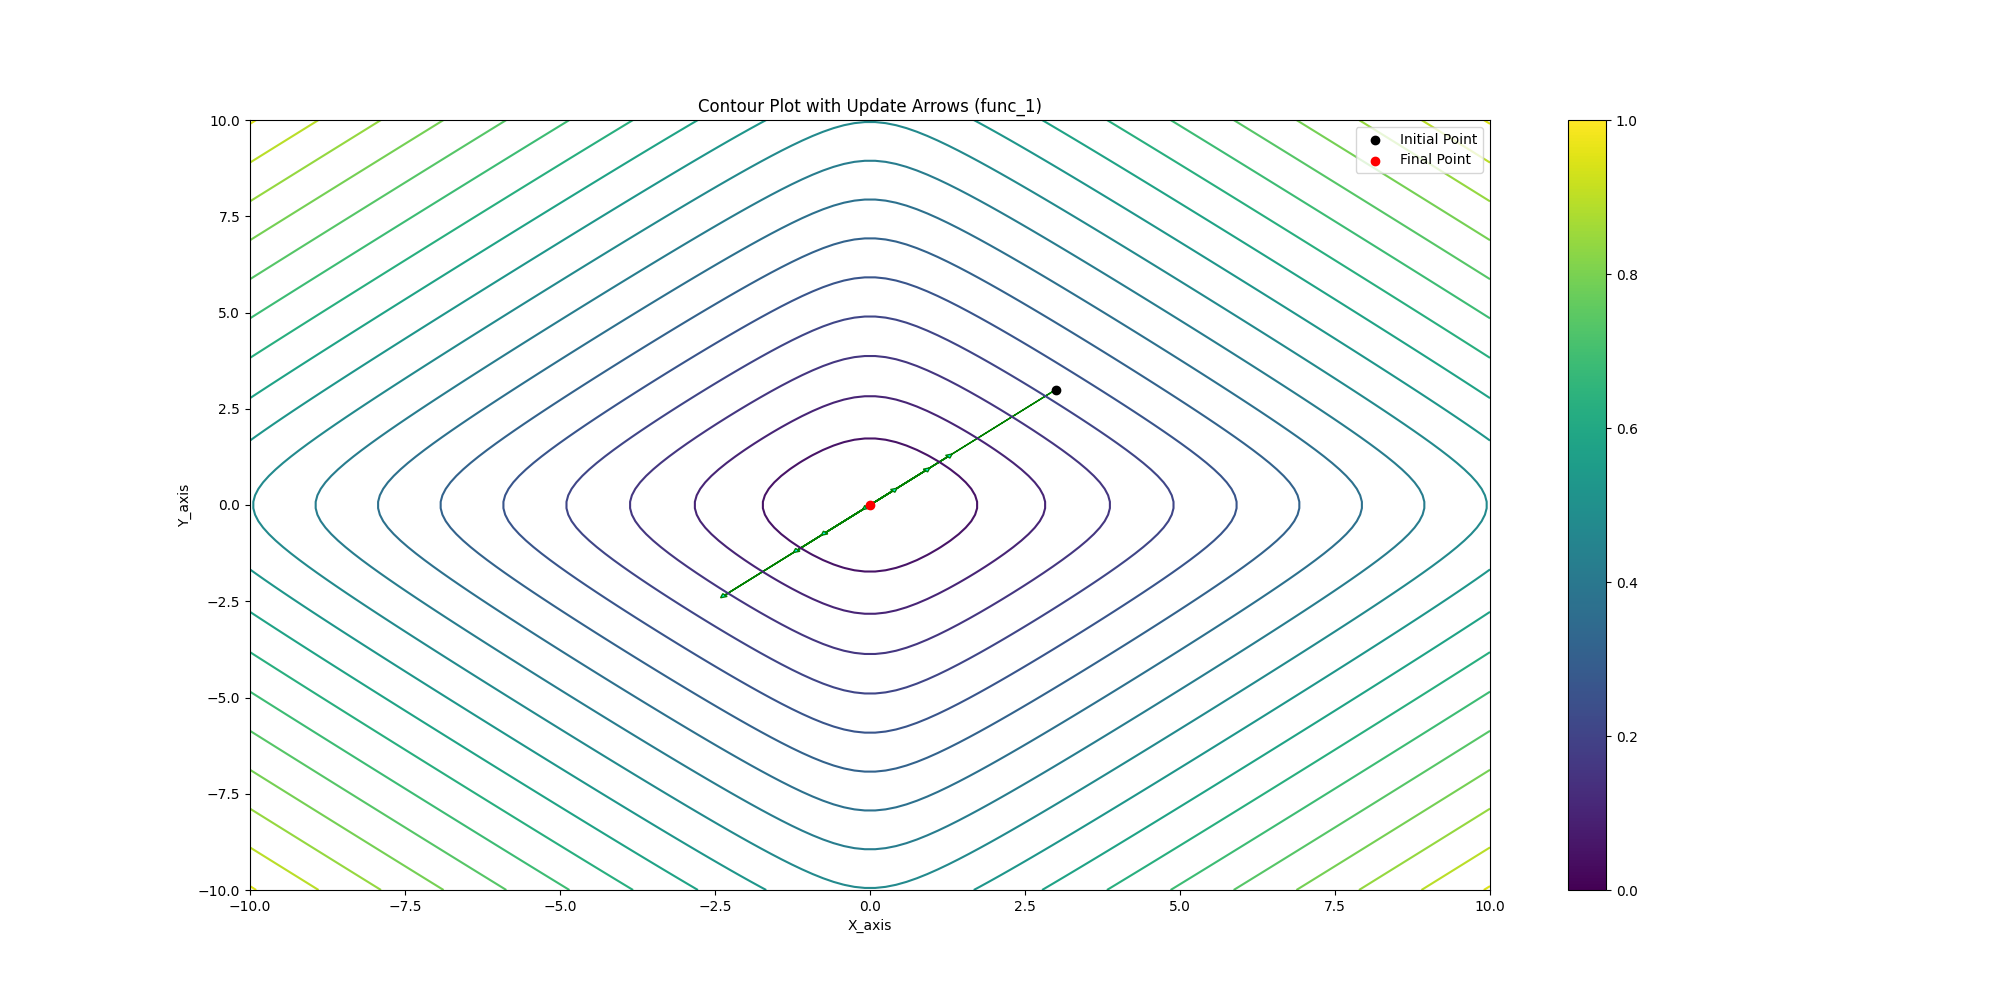 Contour Plot with Update Arrows (func_1)
Initial Point
Final Point
10.0
7.5
5.0
2.5
0.0
−2.5
−5.0
−7.5
−10.0
Y_axis
−10.0 −7.5 −5.0 −2.5 0.0 2.5 5.0 7.5 10.0
X_axis
1.0
0.8
0.6
0.4
0.2
0.0